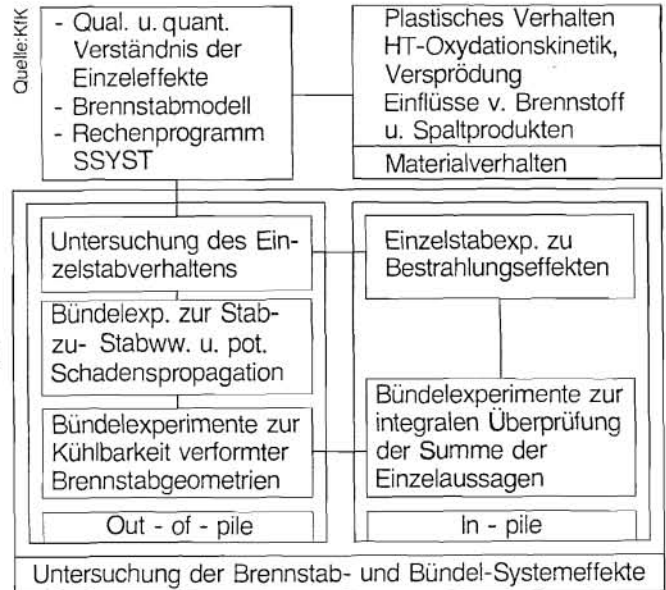 Quelle:KfK
- Qual. u. quant.
Verständnis der
Einzeleffekte
- Brennstabmodell
- Rechenprogramm
SSYST
Plastisches Verhalten
HT-Oxydationskinetik,
Versprödung
Einflüsse v. Brennstoff
u. Spaltprodukten
Materialverhalten
Untersuchung des Ein-
zelstabverhaltens
Bündelexp. zur Stab-
zu- Stabww. u. pot.
Schadenspropagation
Bündelexperimente zur
Kühlbarkeit verformter
Brennstabgeometrien
Out - of - pile
Einzelstabexp. zu
Bestrahlungseffekten
Bündelexperimente zur
integralen Überprüfung
der Summe der
Einzelaussagen
In - pile
Untersuchung der Brennstab- und Bündel-Systemeffekte